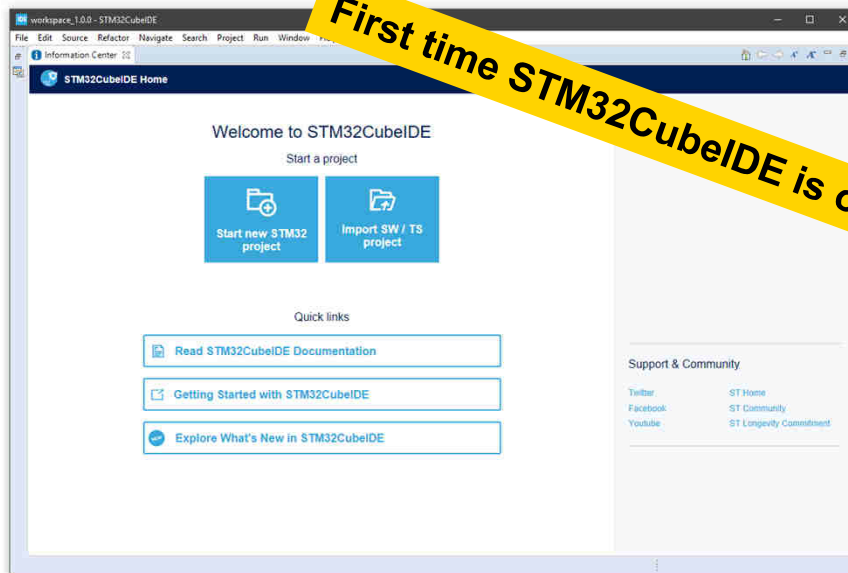 IDE workspace_1.0.0 - STM32CubeIDE
File Edit Source Refactor Navigate Search Project Run Window
Information Center
STM32CubeIDE Home
First time STM32CubeIDE is
Welcome to STM32CubeIDE
Start a project
Start new STM32
project
Import SW / TS
project
Quick links
Read STM32CubeIDE Documentation
Getting Started with STM32CubeIDE
Explore What's New in STM32CubeIDE
Support & Community
Twitter ST Home
Facebook ST Community
Youtube ST Longevity Commitment